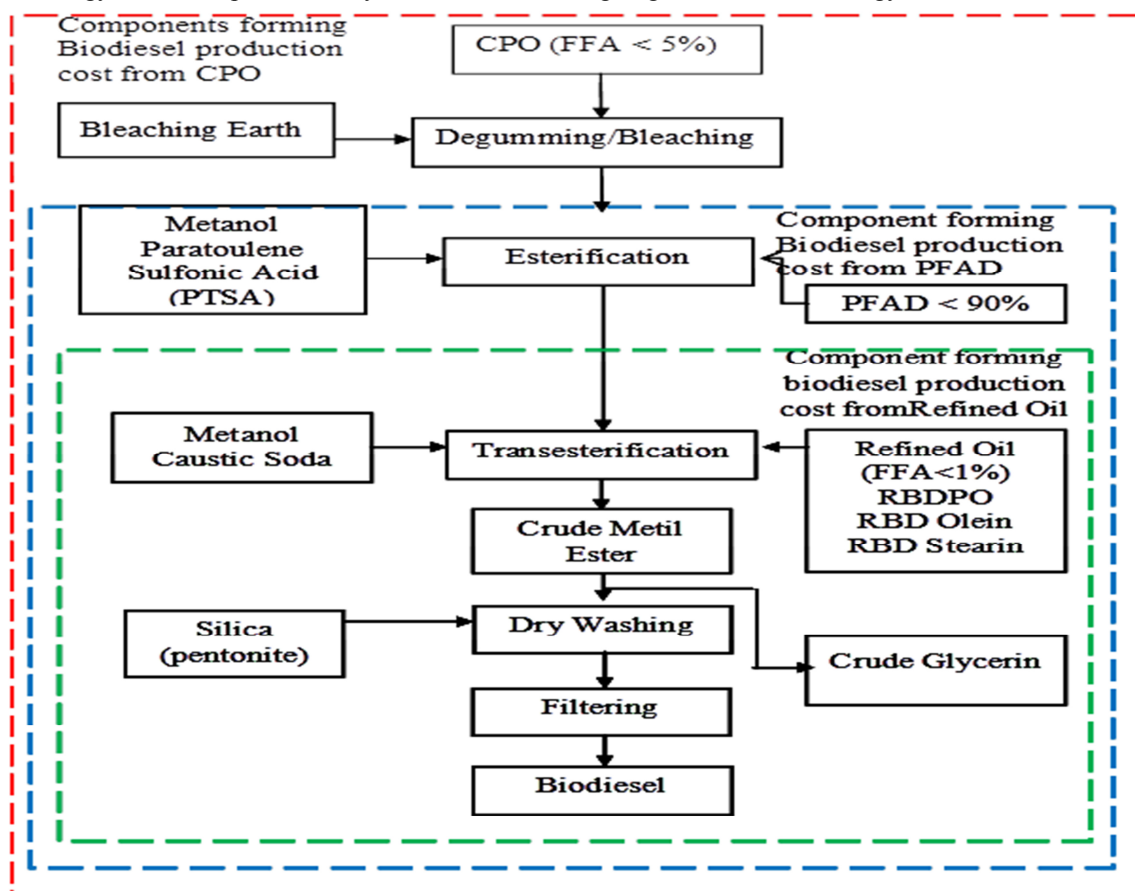 Components forming
Biodiesel production
cost from CPO
CPO (FFA < 5%)
Bleaching Earth
Degumming/Bleaching
Metanol
Paratoulene
Sulfonic Acid
(PTSA)
Esterification
Component forming
Biodiesel production
cost from PFAD
PFAD < 90%
Component forming
biodiesel production
cost fromRefined Oil
Metanol
Caustic Soda
Transesterification
Refined Oil
(FFA<1%)
RBDPO
RBD Olein
RBD Stearin
Crude Metil
Ester
Silica
(pentonite)
Dry Washing
Crude Glycerin
Filtering
Biodiesel